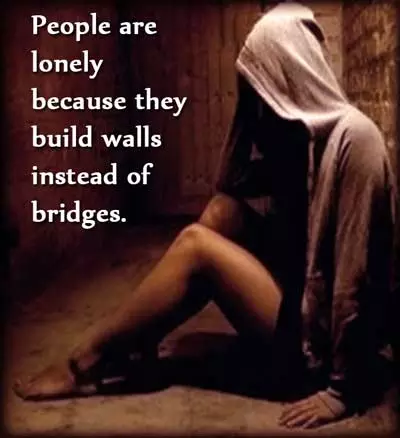 People are
lonely
because they
build walls
instead of
bridges.